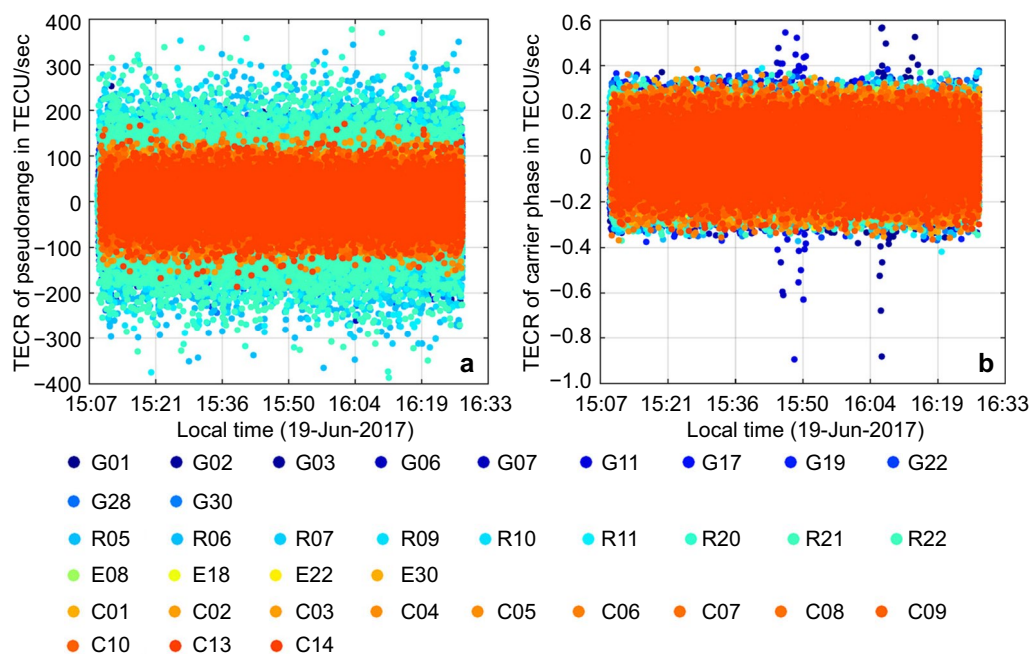 TECR of pseudorange in TECU/sec
400
300
200
100
0
−100
−200
−300
−400
a
15:07 15:21 15:36 15:50 16:04 16:19 16:33
Local time (19-Jun-2017)
TECR of carrier phase in TECU/sec
0.6
0.4
0.2
0
−0.2
−0.4
−0.6
−0.8
−1.0
b
15:07 15:21 15:36 15:50 16:04 16:19 16:33
Local time (19-Jun-2017)
G01 G02 G03 G06 G07 G11 G17 G19 G22
G28 G30
R05 R06 R07 R09 R10 R11 R20 R21 R22
E08 E18 E22 E30
C01 C02 C03 C04 C05 C06 C07 C08 C09
C10 C13 C14